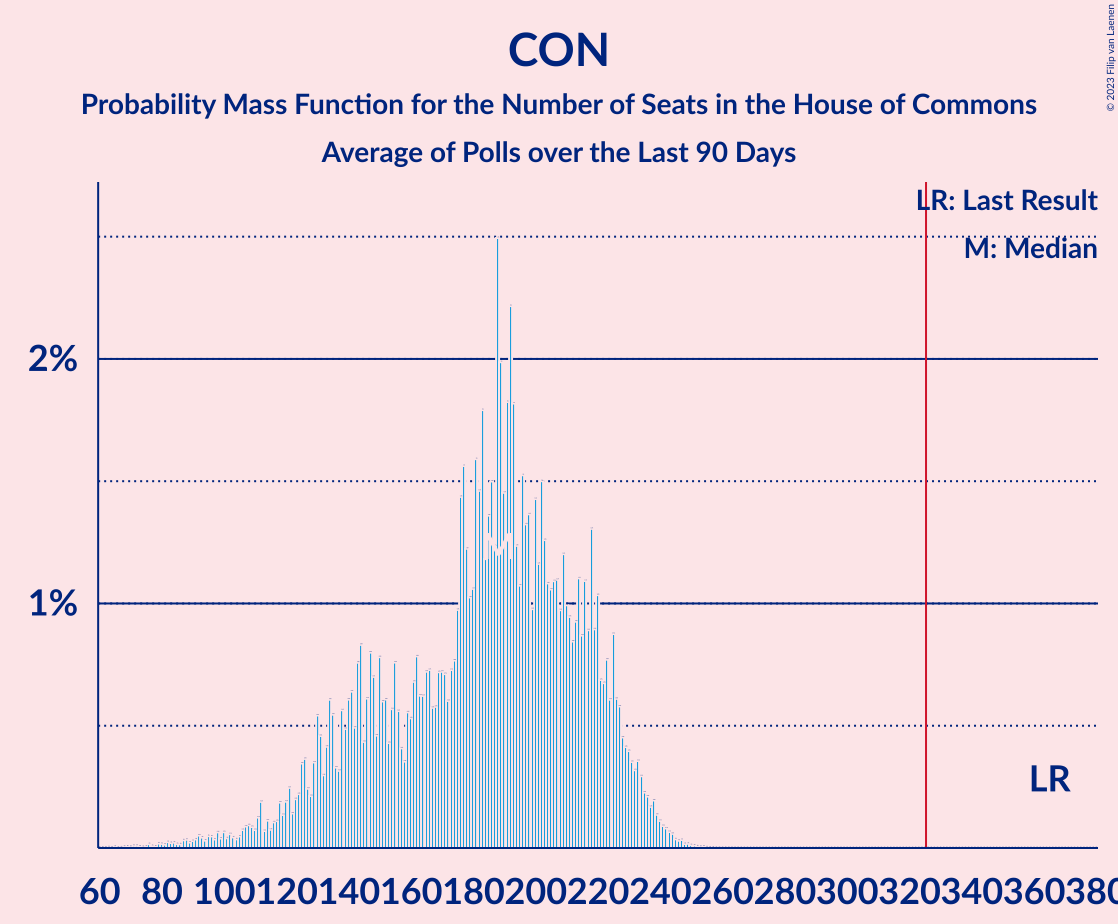 CON
Probability Mass Function for the Number of Seats in the House of Commons
Average of Polls over the Last 90 Days
© 2023 Filip van Laenen
LR: Last Result
M: Median
2%
1%
LR
60 80 100 120 140 160 180 200 220 240 260 280 300 320 340 360 380